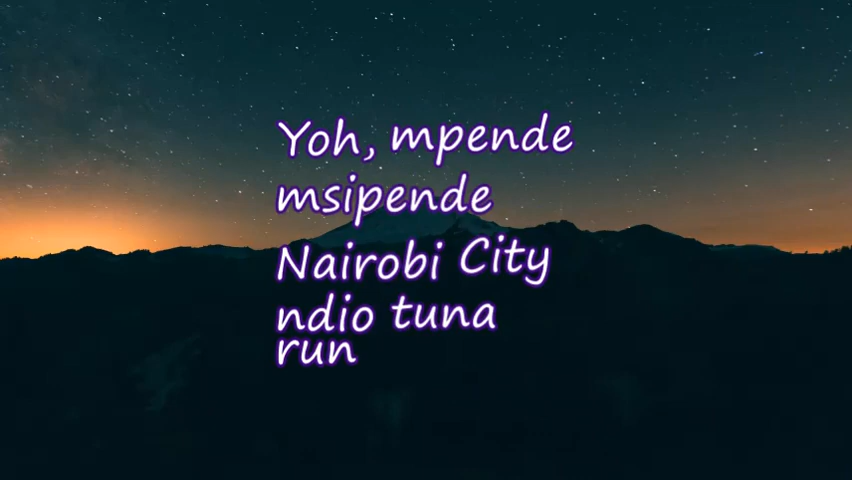 Yoh, mpende
msipende
Nairobi City
ndio tuna
run